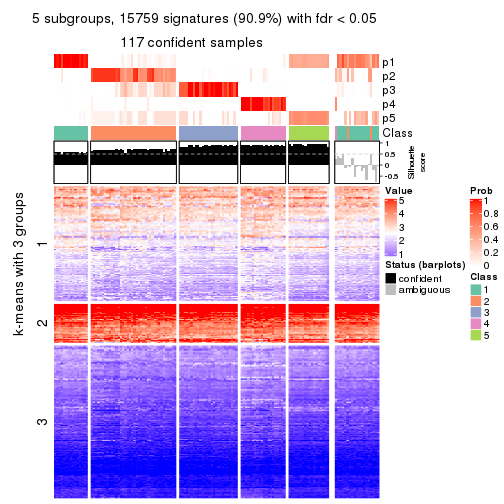 5 subgroups, 15759 signatures (90.9%) with fdr < 0.05
117 confident samples
p1
p2
p3
p4
p5
Class
1
0.5
0
-0.5
Silhouette
score
k-means with 3 groups
1
2
3
Value
5
4
3
2
1
Status (barplots)
confident
ambiguous
Prob
1
0.8
0.6
0.4
0.2
0
Class
1
2
3
4
5